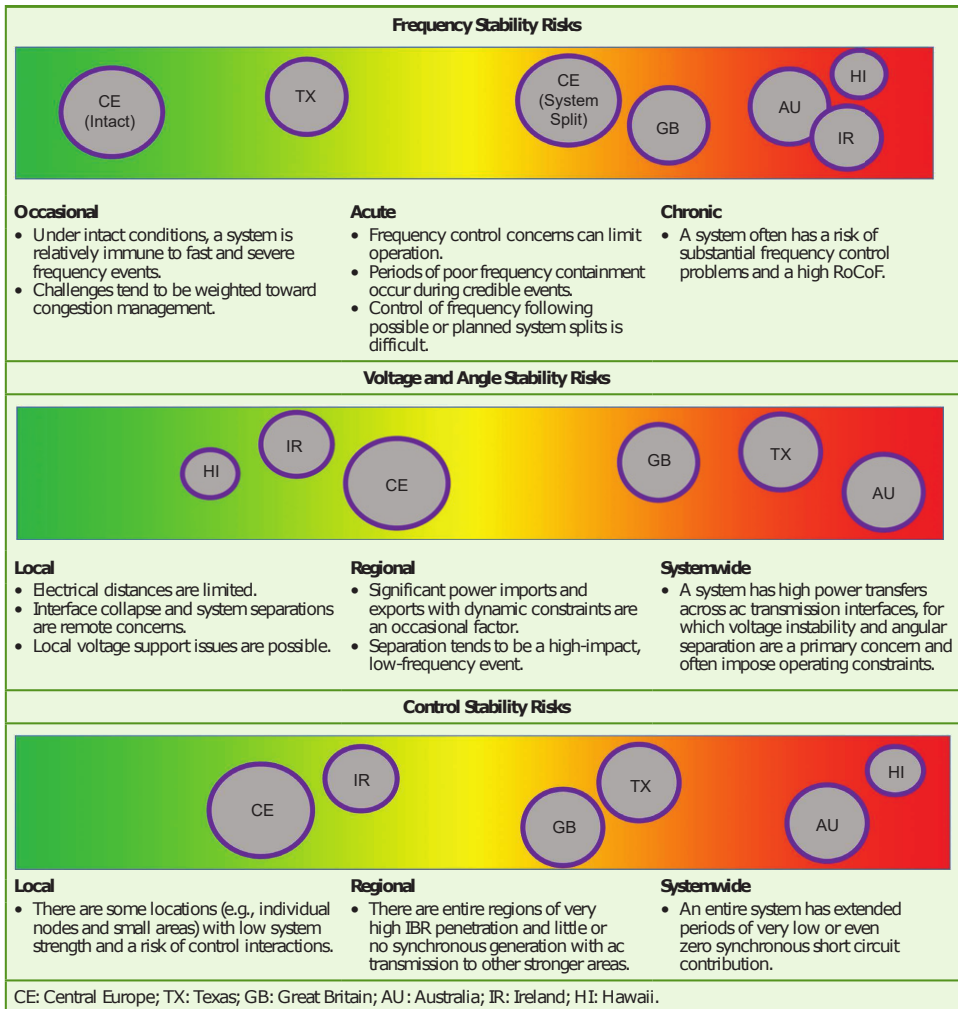 Frequency Stability Risks
CE
(Intact)
TX
CE
(System
Split)
GB
AU
HI
IR
Occasional
• Under intact conditions, a system is
relatively immune to fast and severe
frequency events.
• Challenges tend to be weighted toward
congestion management.
Acute
• Frequency control concerns can limit
operation.
• Periods of poor frequency containment
occur during credible events.
• Control of frequency following
possible or planned system splits is
difficult.
Chronic
• A system often has a risk of
substantial frequency control
problems and a high RoCoF.
Voltage and Angle Stability Risks
HI
IR
CE
GB
TX
AU
Local
• Electrical distances are limited.
• Interface collapse and system separations
are remote concerns.
• Local voltage support issues are possible.
Regional
• Significant power imports and
exports with dynamic constraints are
an occasional factor.
• Separation tends to be a high-impact,
low-frequency event.
Systemwide
• A system has high power transfers
across ac transmission interfaces, for
which voltage instability and angular
separation are a primary concern and
often impose operating constraints.
Control Stability Risks
CE
IR
GB
TX
AU
HI
Local
• There are some locations (e.g., individual
nodes and small areas) with low system
strength and a risk of control interactions.
Regional
• There are entire regions of very
high IBR penetration and little or
no synchronous generation with ac
transmission to other stronger areas.
Systemwide
• An entire system has extended
periods of very low or even
zero synchronous short circuit
contribution.
CE: Central Europe; TX: Texas; GB: Great Britain; AU: Australia; IR: Ireland; HI: Hawaii.